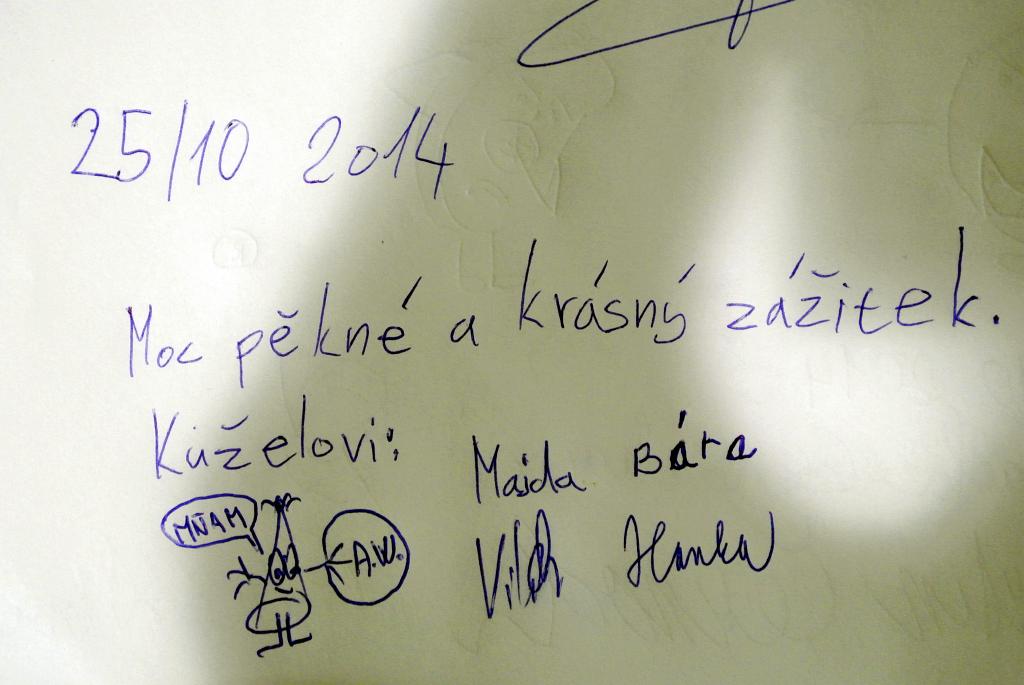 25/10 2014
Moc pěkné a krásný zážitek.
Kuželovi:
Majda Bára
MŇAM
A.W.
Hanka